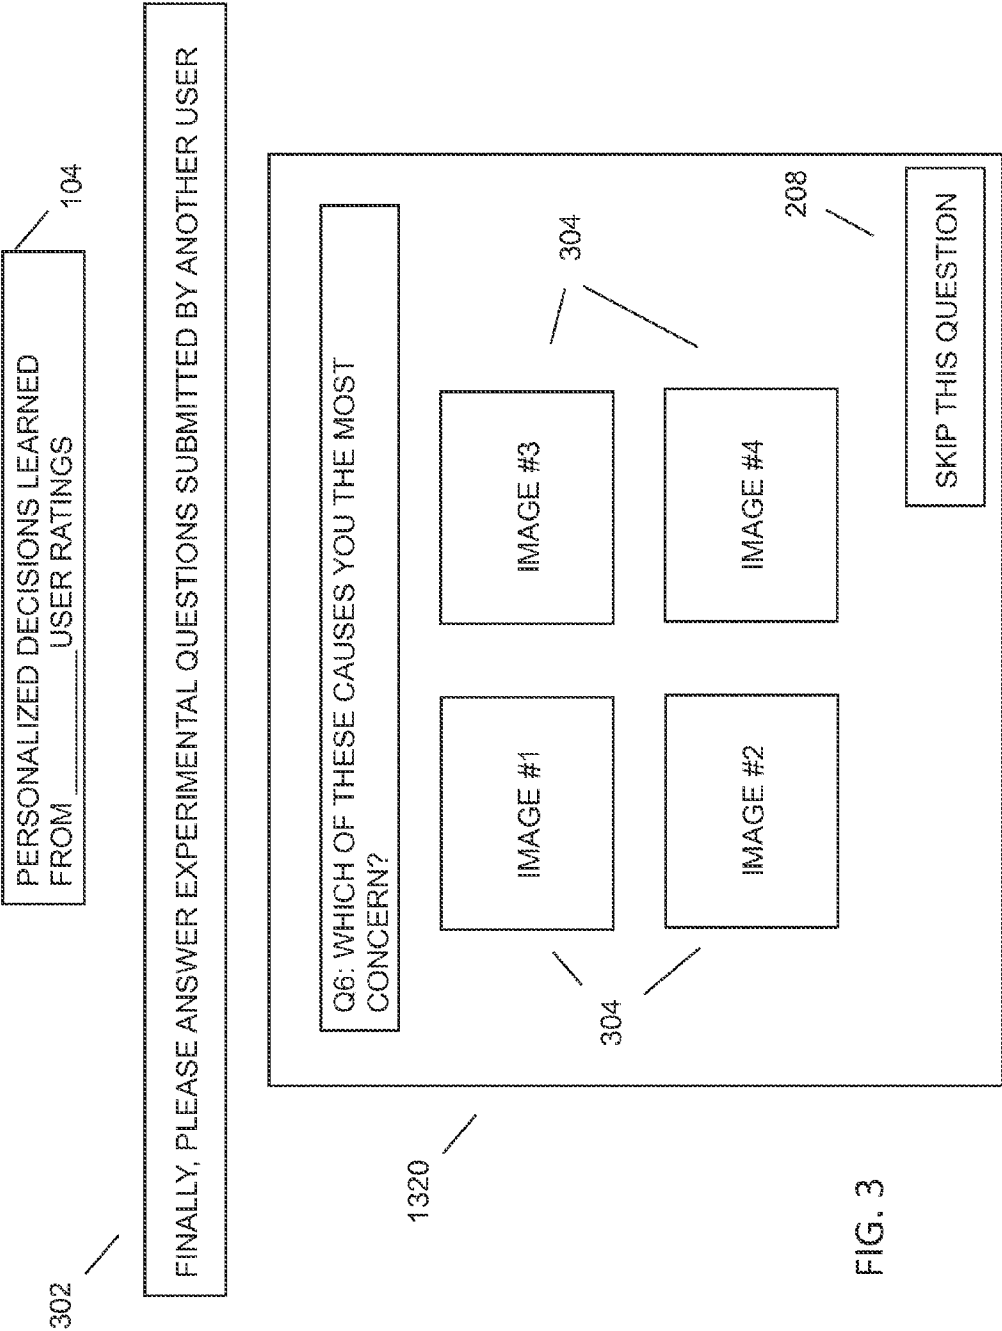 PERSONALIZED DECISIONS LEARNED
FROM ________ USER RATINGS
104
302
FINALLY, PLEASE ANSWER EXPERIMENTAL QUESTIONS SUBMITTED BY ANOTHER USER
1320
Q6: WHICH OF THESE CAUSES YOU THE MOST
CONCERN?
304
304
IMAGE #1
IMAGE #3
IMAGE #2
IMAGE #4
208
SKIP THIS QUESTION
FIG. 3